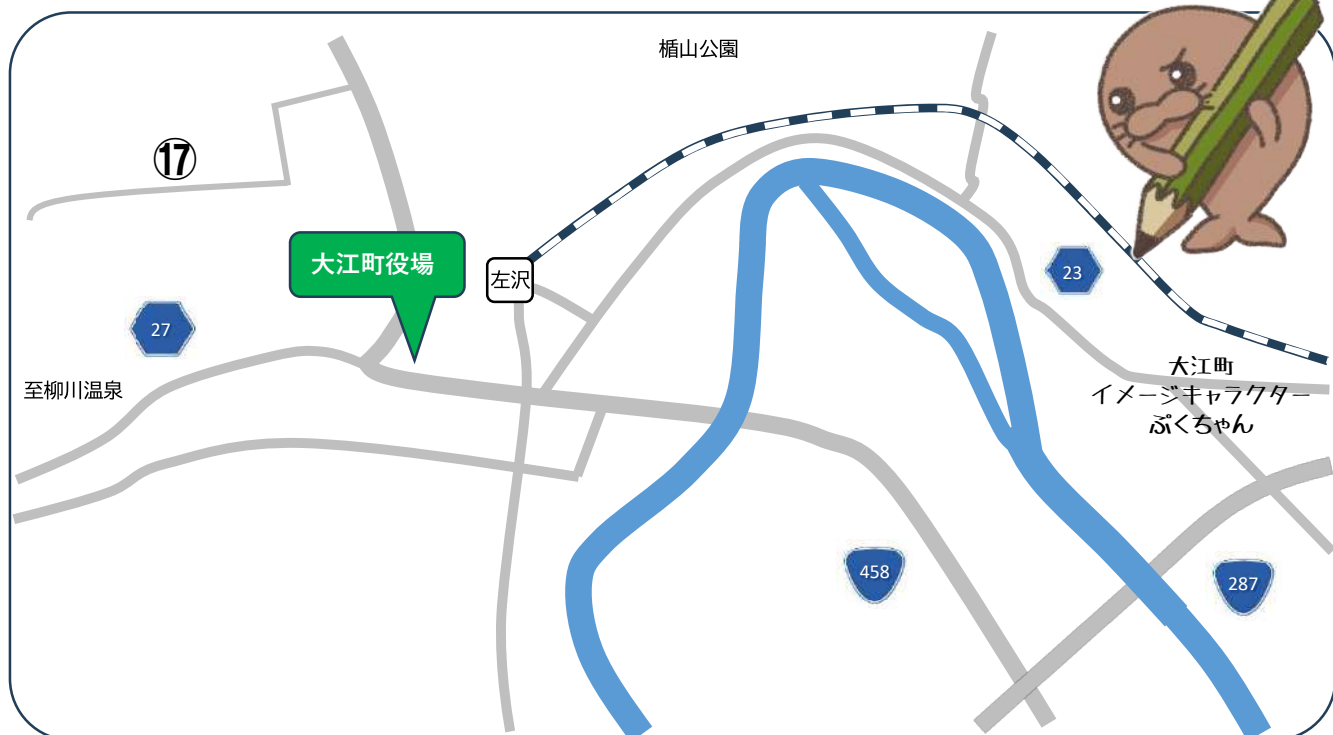 楯山公園
⑰
大江町役場
左沢
23
27
至柳川温泉
大江町
イメージキャラクター
ぷくちゃん
458
287